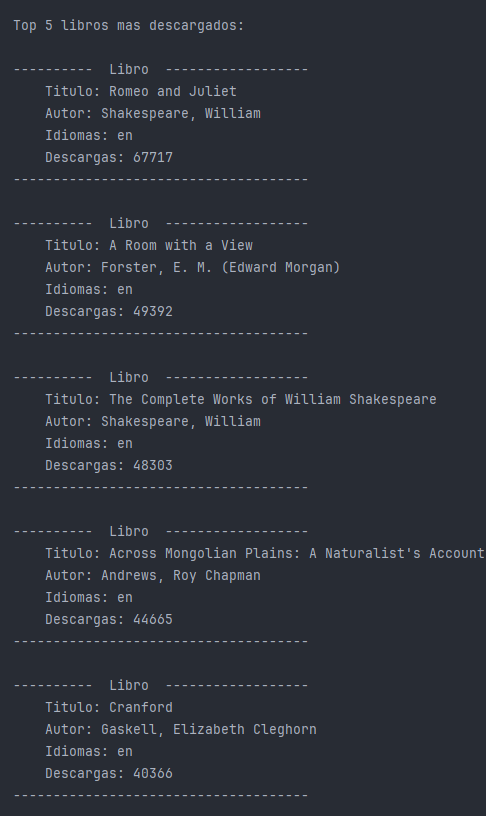 Top 5 libros mas descargados:
----------  Libro  ------------------
Titulo: Romeo and Juliet
Autor: Shakespeare, William
Idiomas: en
Descargas: 67717
-------------------------------------
----------  Libro  ------------------
Titulo: A Room with a View
Autor: Forster, E. M. (Edward Morgan)
Idiomas: en
Descargas: 49392
-------------------------------------
----------  Libro  ------------------
Titulo: The Complete Works of William Shakespeare
Autor: Shakespeare, William
Idiomas: en
Descargas: 48303
-------------------------------------
----------  Libro  ------------------
Titulo: Across Mongolian Plains: A Naturalist's Account
Autor: Andrews, Roy Chapman
Idiomas: en
Descargas: 44665
-------------------------------------
----------  Libro  ------------------
Titulo: Cranford
Autor: Gaskell, Elizabeth Cleghorn
Idiomas: en
Descargas: 40366
-------------------------------------